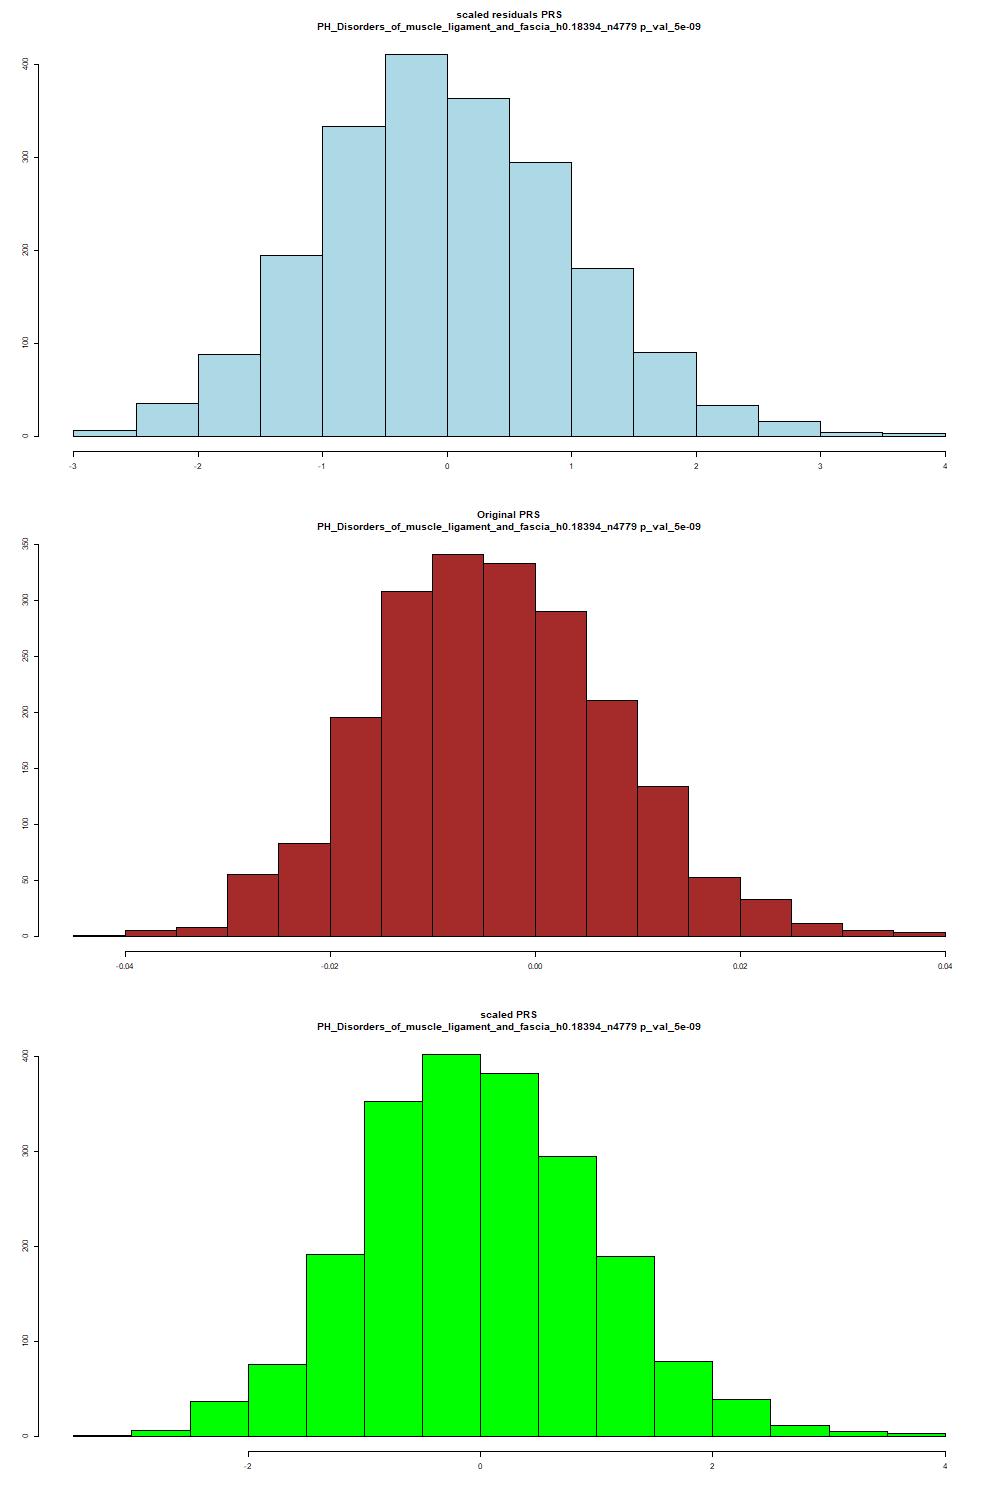 scaled residuals PRS
PH_Disorders_of_muscle_ligament_and_fascia_h0.18394_n4779 p_val_5e-09
400
300
200
100
0
-3 -2 -1 0 1 2 3 4
Original PRS
PH_Disorders_of_muscle_ligament_and_fascia_h0.18394_n4779 p_val_5e-09
350
300
250
200
150
100
50
0
-0.04 -0.02 0.00 0.02 0.04
scaled PRS
PH_Disorders_of_muscle_ligament_and_fascia_h0.18394_n4779 p_val_5e-09
400
300
200
100
0
-2 0 2 4